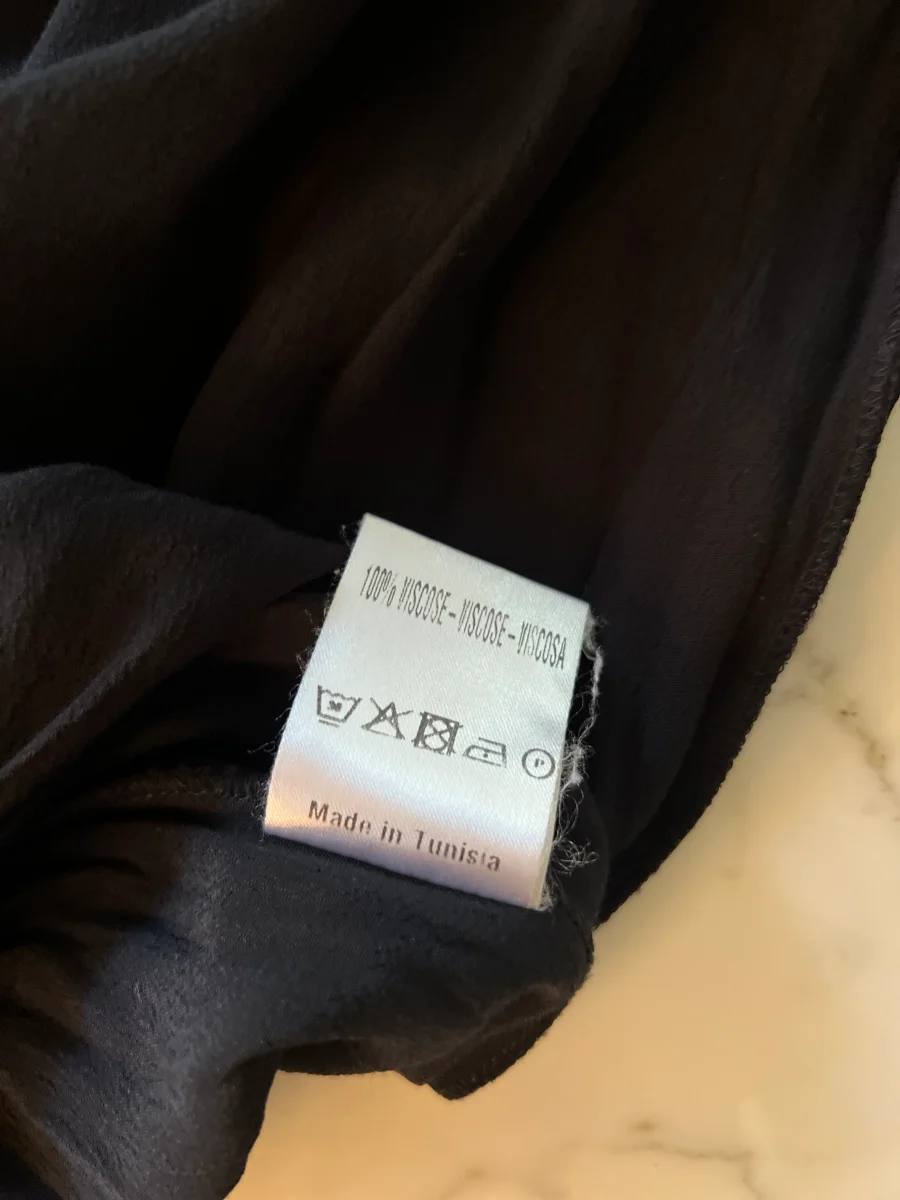 100% VISCOSE – VISCOSE – VISCOSA
P
Made in Tunisia